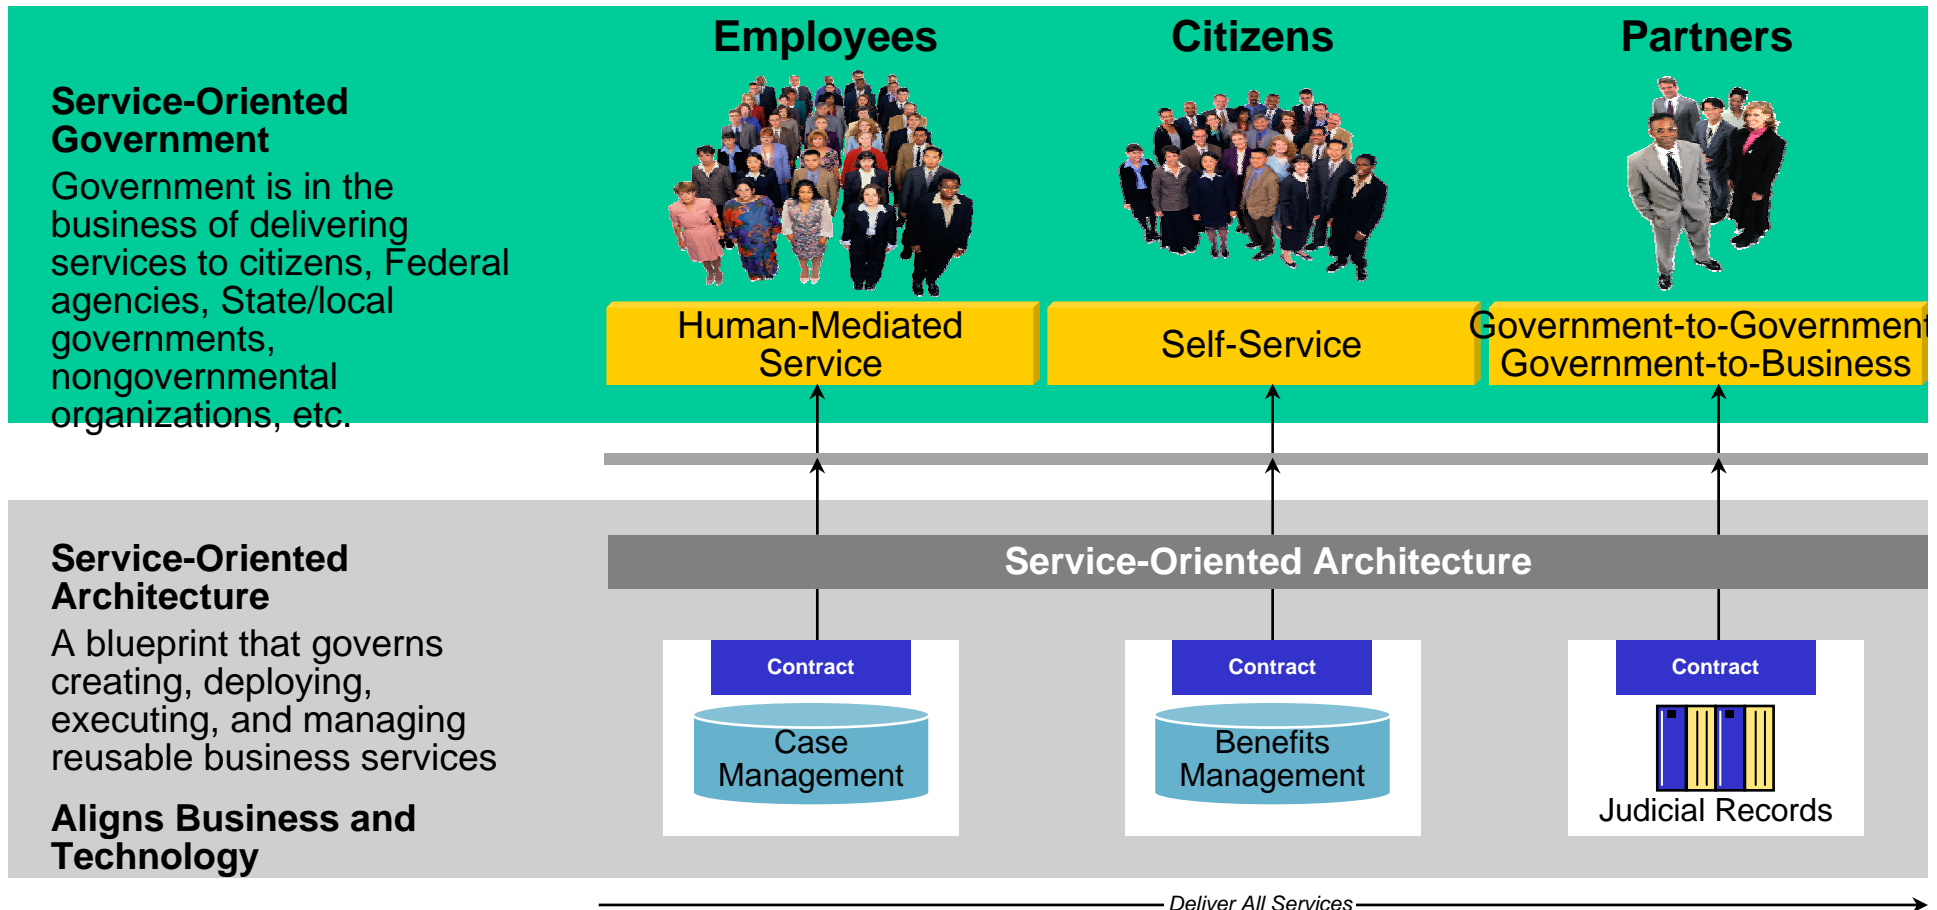 Employees
Citizens
Partners
Service-Oriented
Government
Government is in the
business of delivering
services to citizens, Federal
agencies, State/local
governments,
nongovernmental
organizations, etc.
Human-Mediated
Service
Self-Service
Government-to-Government
Government-to-Business
Service-Oriented
Architecture
A blueprint that governs
creating, deploying,
executing, and managing
reusable business services
Aligns Business and
Technology
Service-Oriented Architecture
Contract
Case
Management
Contract
Benefits
Management
Contract
Judicial Records
Deliver All Services